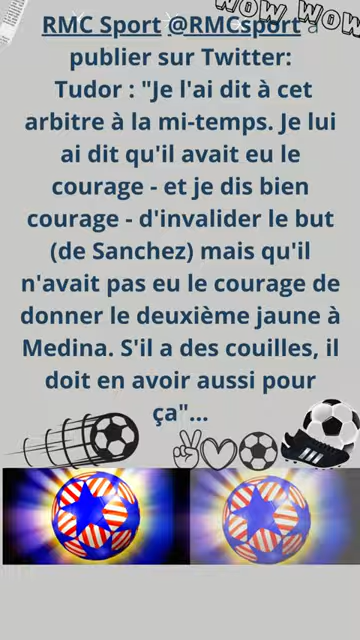 WOW WOW
RMC Sport @RMCsport a
publier sur Twitter:
Tudor : "Je l'ai dit à cet
arbitre à la mi-temps. Je lui
ai dit qu'il avait eu le
courage - et je dis bien
courage - d'invalider le but
(de Sanchez) mais qu'il
n'avait pas eu le courage de
donner le deuxième jaune à
Medina. S'il a des couilles, il
doit en avoir aussi pour
ça"...